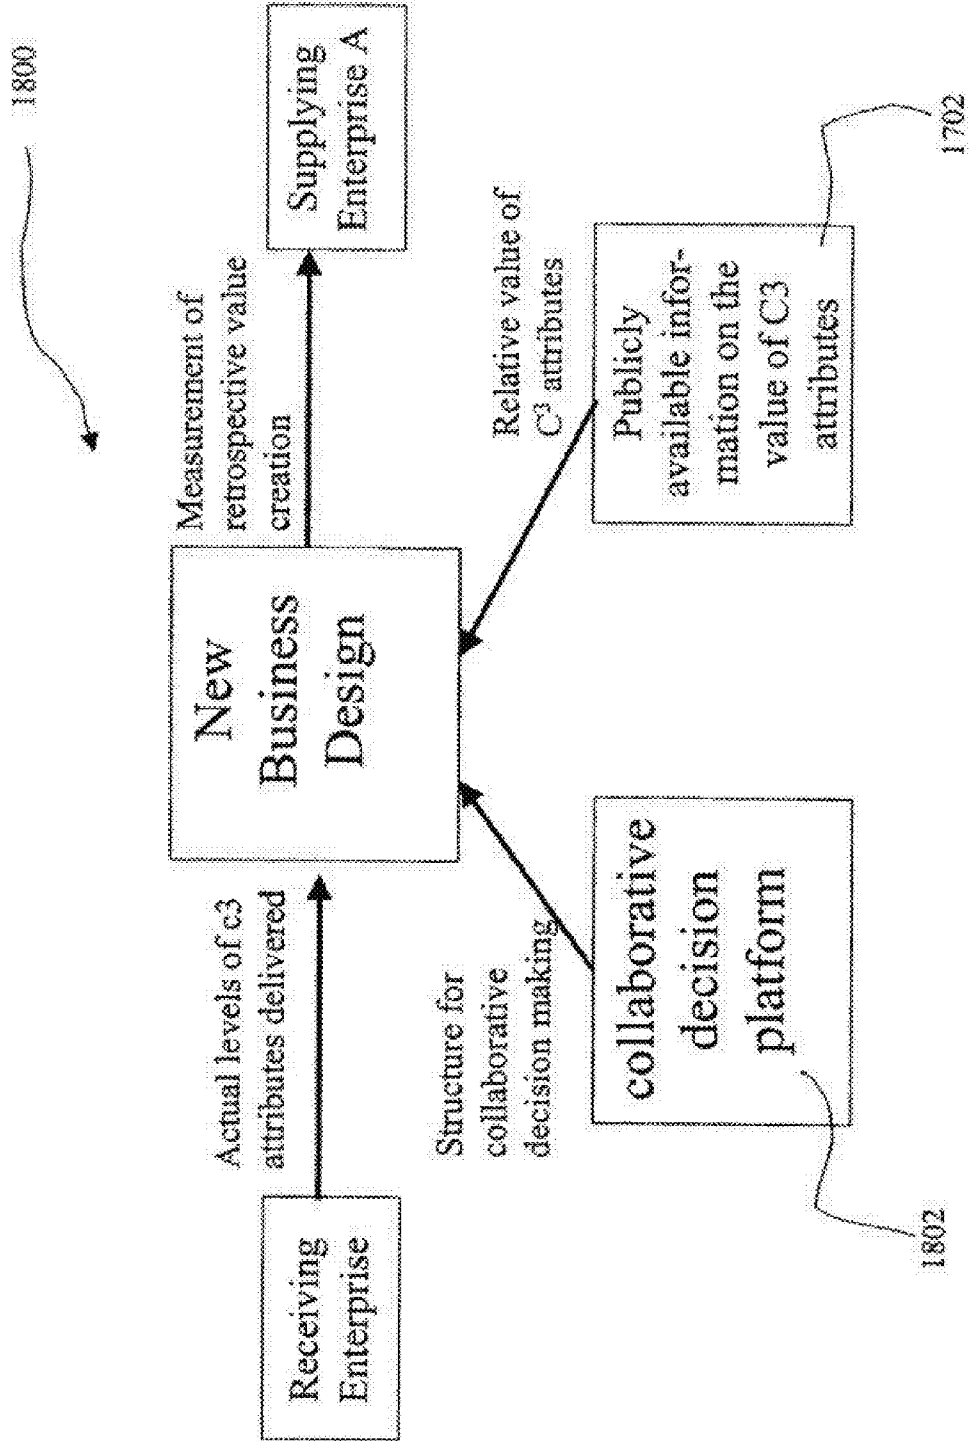 1800
Receiving
Enterprise
Actual levels of c3
attributes delivered
New
Business
Design
Measurement of
retrospective value
creation
Supplying
Enterprise A
Structure for
collaborative
decision making
Relative value of
C³ attributes
collaborative
decision
platform
Publicly
available infor-
mation on the
value of C3
attributes
1802
1702